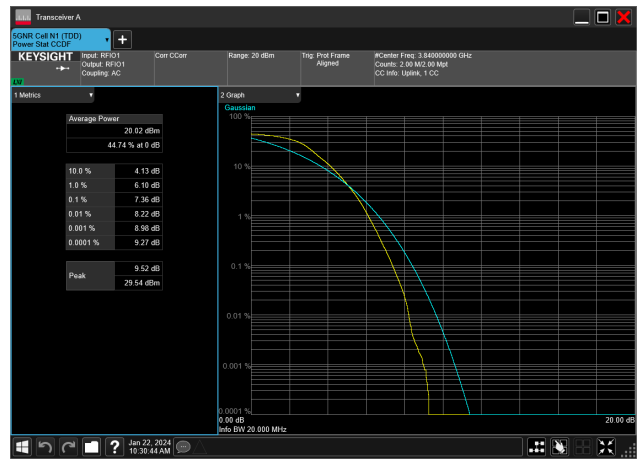 Transceiver A
5GNR Cell N1 (TDD)
Power Stat CCDF
KEYSIGHT
Input: RFIO1
Output: RFIO1
Coupling: AC
Corr CCorr
Range: 20 dBm
Trig: Prot Frame
Aligned
#Center Freq: 3.840000000 GHz
Counts: 2.00 M/2.00 Mpt
CC Info: Uplink, 1 CC
LXI
1 Metrics
Average Power
20.02 dBm
44.74 % at 0 dB
10.0 % 4.13 dB
1.0 % 6.10 dB
0.1 % 7.36 dB
0.01 % 8.22 dB
0.001 % 8.98 dB
0.0001 % 9.27 dB
Peak 9.52 dB
29.54 dBm
2 Graph
Gaussian
100 %
10 %
1 %
0.1 %
0.01 %
0.001 %
0.0001 %
0.00 dB 20.00 dB
Info BW 20.000 MHz
Jan 22, 2024
10:30:44 AM